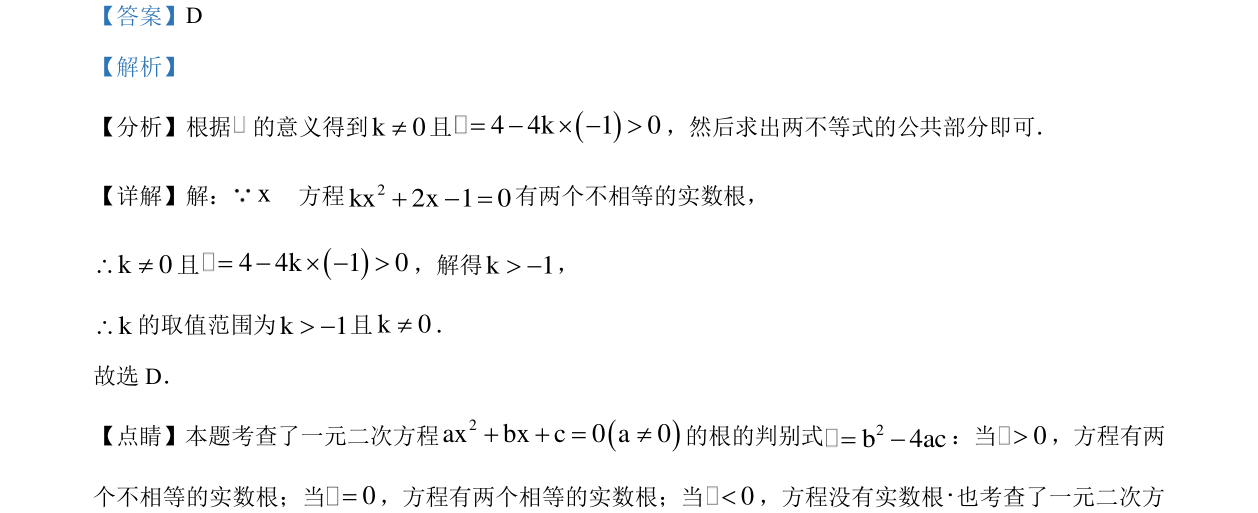 【答案】D
【解析】
【分析】根据□ 的意义得到k ≠ 0且□= 4 − 4k ×(−1) > 0，然后求出两不等式的公共部分即可．
【详解】解：∵ x 方程kx² + 2x − 1 = 0有两个不相等的实数根，
∴k ≠ 0且□= 4 − 4k ×(−1) > 0，解得k > −1，
∴k的取值范围为k > −1且k ≠ 0．
故选 D．
【点睛】本题考查了一元二次方程ax² + bx + c = 0(a ≠ 0)的根的判别式□= b² − 4ac：当□> 0，方程有两
个不相等的实数根；当□= 0，方程有两个相等的实数根；当□< 0，方程没有实数根·也考查了一元二次方